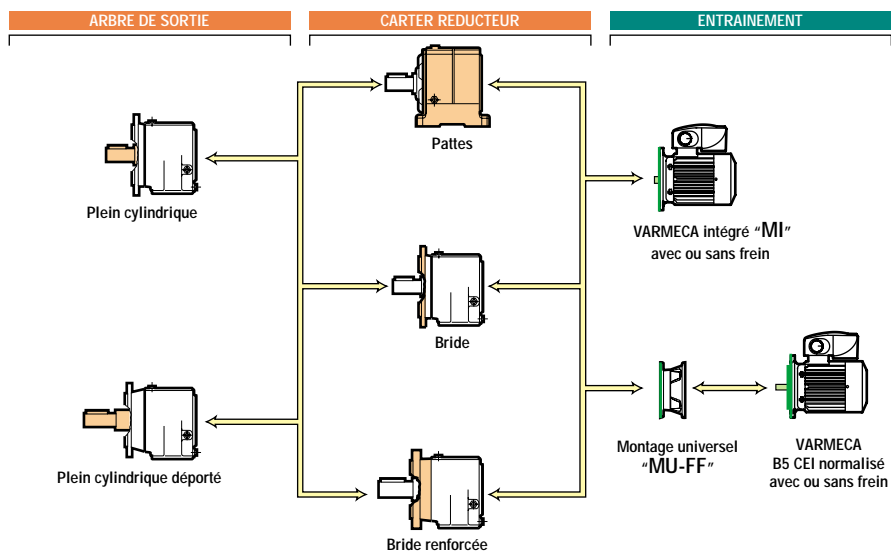 ARBRE DE SORTIE
CARTER REDUCTEUR
ENTRAINEMENT
Pattes
Plein cylindrique
VARMECA intégré "MI"
avec ou sans frein
Bride
Plein cylindrique déporté
Montage universel
"MU-FF"
VARMECA
B5 CEI normalisé
avec ou sans frein
Bride renforcée